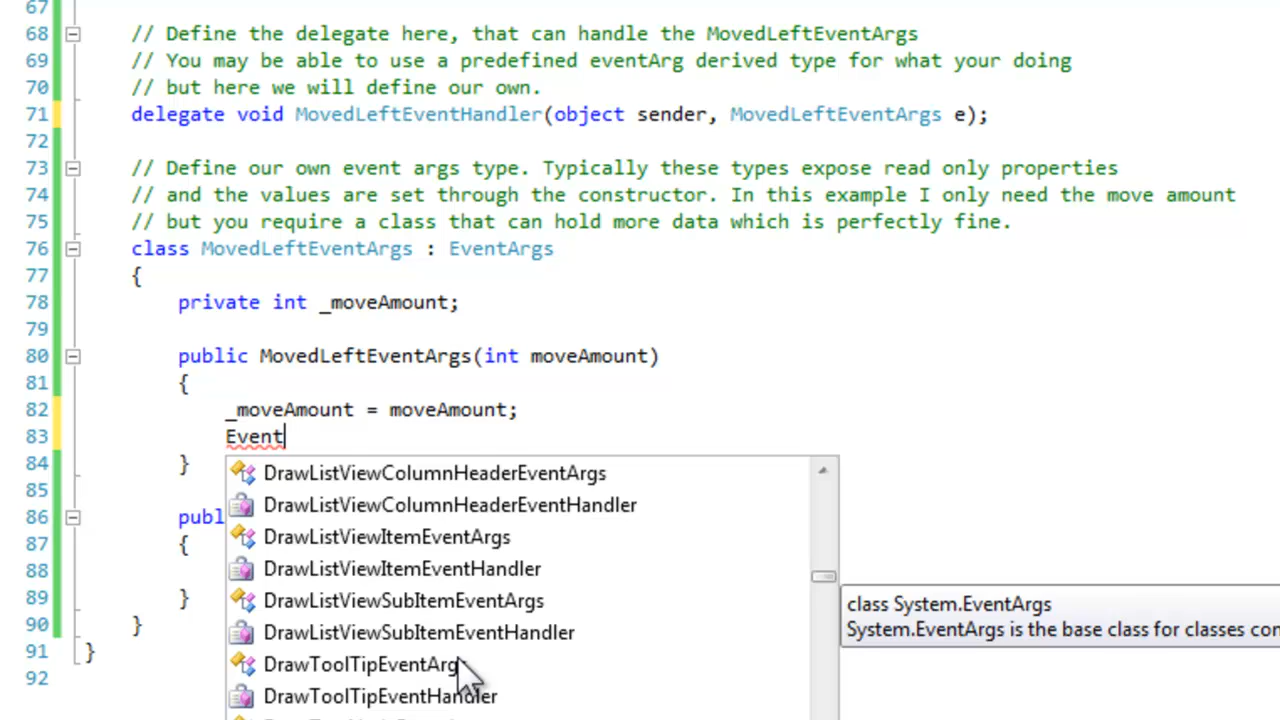 67
68 // Define the delegate here, that can handle the MovedLeftEventArgs
69 // You may be able to use a predefined eventArg derived type for what your doing
70 // but here we will define our own.
71 delegate void MovedLeftEventHandler(object sender, MovedLeftEventArgs e);
72
73 // Define our own event args type. Typically these types expose read only properties
74 // and the values are set through the constructor. In this example I only need the move amount
75 // but you require a class that can hold more data which is perfectly fine.
76 class MovedLeftEventArgs : EventArgs
77 {
78 private int _moveAmount;
79
80 public MovedLeftEventArgs(int moveAmount)
81 {
82 _moveAmount = moveAmount;
83 Event
84 }
85
86 publ
87 {
88
89 }
90 }
91 }
92
DrawListViewColumnHeaderEventArgs
DrawListViewColumnHeaderEventHandler
DrawListViewItemEventArgs
DrawListViewItemEventHandler
DrawListViewSubItemEventArgs
DrawListViewSubItemEventHandler
DrawToolTipEventArg
DrawToolTipEventHandler
class System.EventArgs
System.EventArgs is the base class for classes con